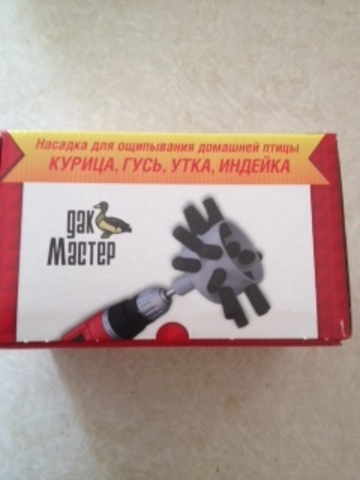 Насадка для ощипывания домашней птицы
КУРИЦА, ГУСЬ, УТКА, ИНДЕЙКА
дак
Мастер